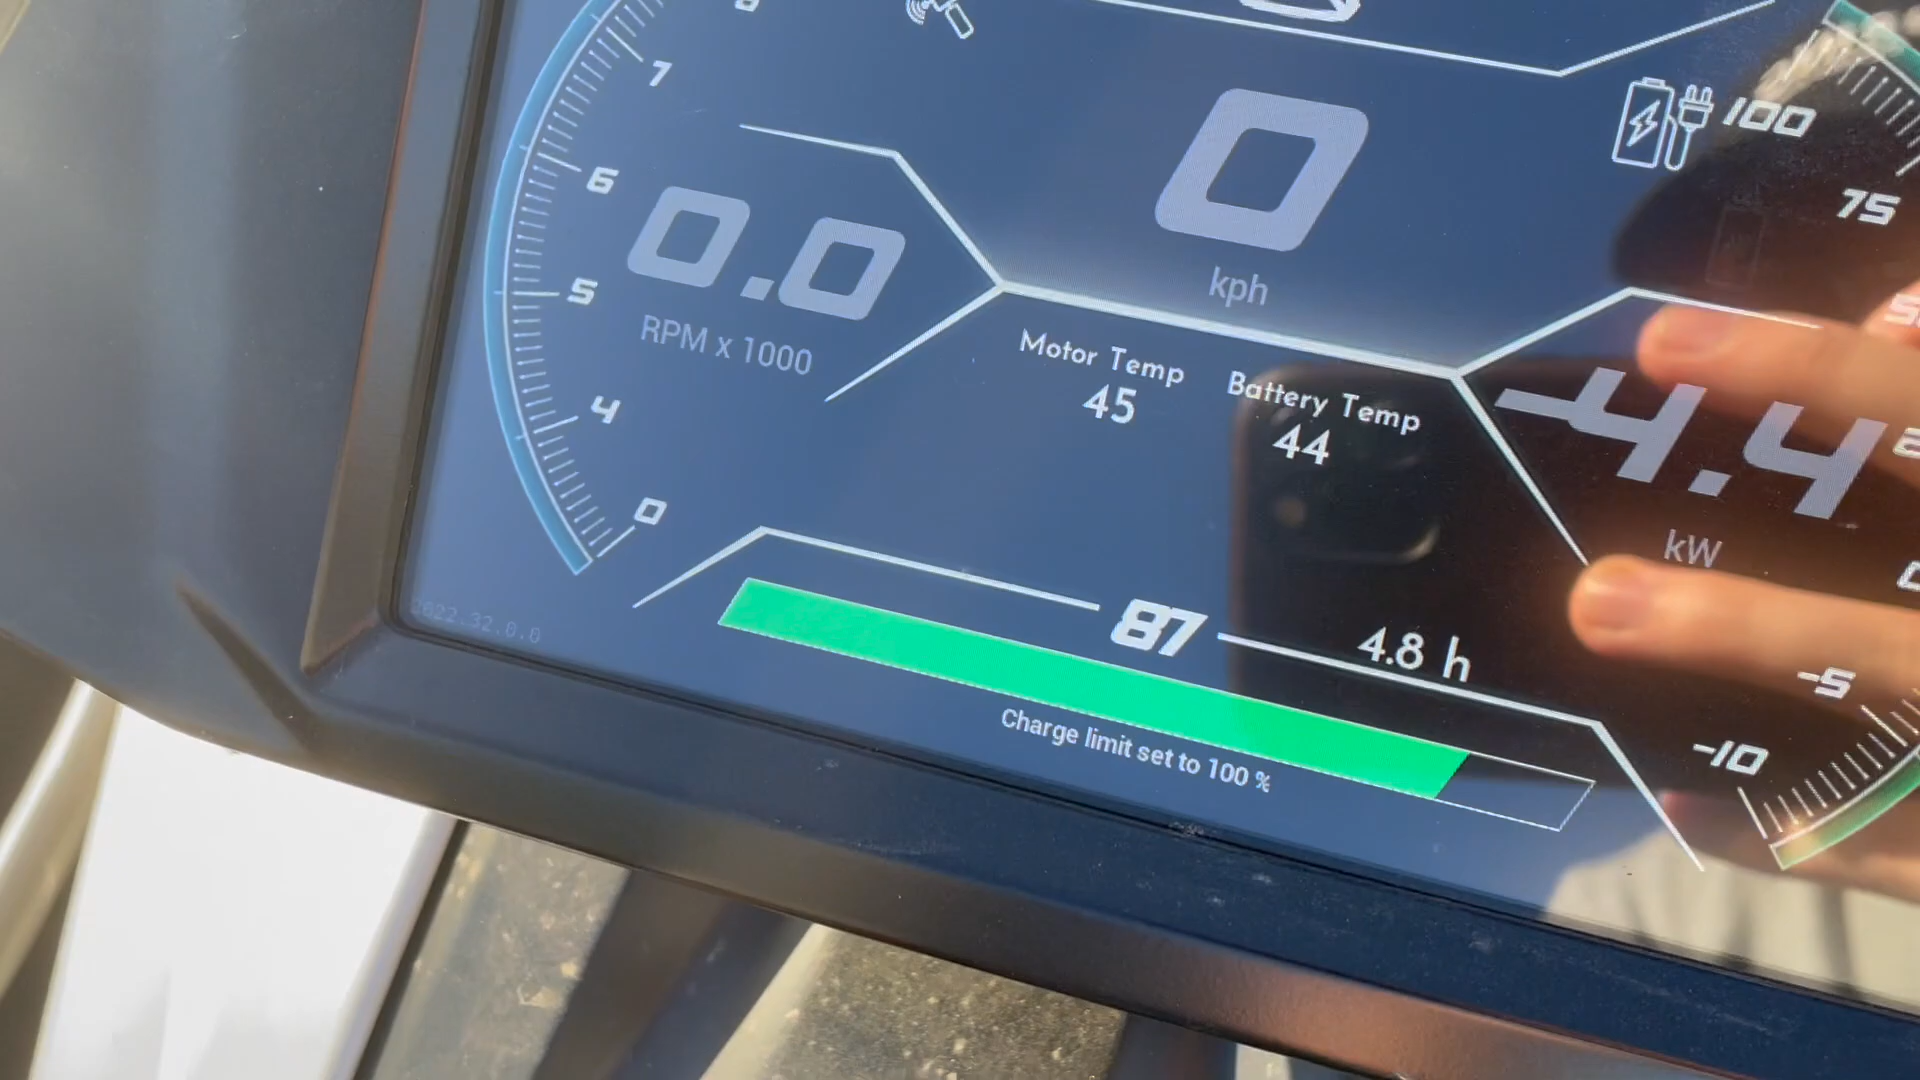 7
6
5
4
0
0.0
RPM x 1000
0
kph
Motor Temp
45
Battery Temp
44
100
75
-4.4
kW
-5
-10
87
4.8 h
Charge limit set to 100 %